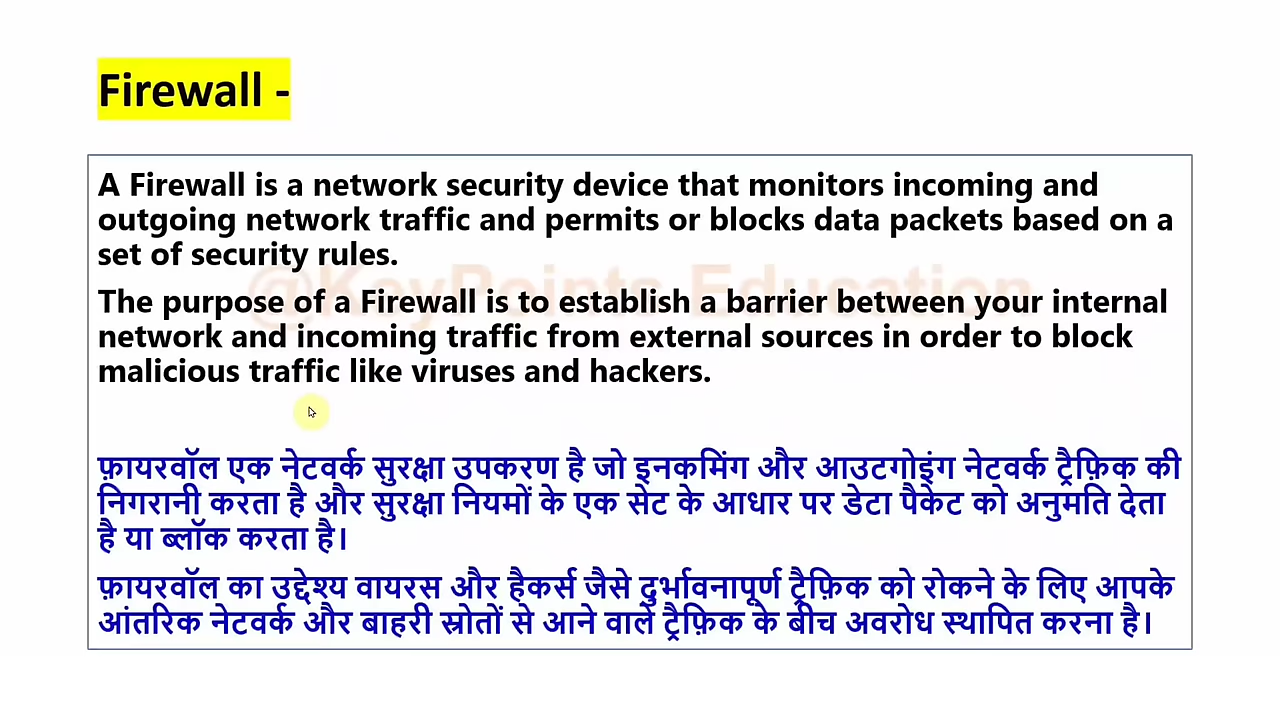 Firewall -
A Firewall is a network security device that monitors incoming and
outgoing network traffic and permits or blocks data packets based on a
set of security rules.
@KeyPoints Education
The purpose of a Firewall is to establish a barrier between your internal
network and incoming traffic from external sources in order to block
malicious traffic like viruses and hackers.
फ़ायरवॉल एक नेटवर्क सुरक्षा उपकरण है जो इनकमिंग और आउटगोइंग नेटवर्क ट्रैफ़िक की
निगरानी करता है और सुरक्षा नियमों के एक सेट के आधार पर डेटा पैकेट को अनुमति देता
है या ब्लॉक करता है।
फ़ायरवॉल का उद्देश्य वायरस और हैकर्स जैसे दुर्भावनापूर्ण ट्रैफ़िक को रोकने के लिए आपके
आंतरिक नेटवर्क और बाहरी स्रोतों से आने वाले ट्रैफ़िक के बीच अवरोध स्थापित करना है।